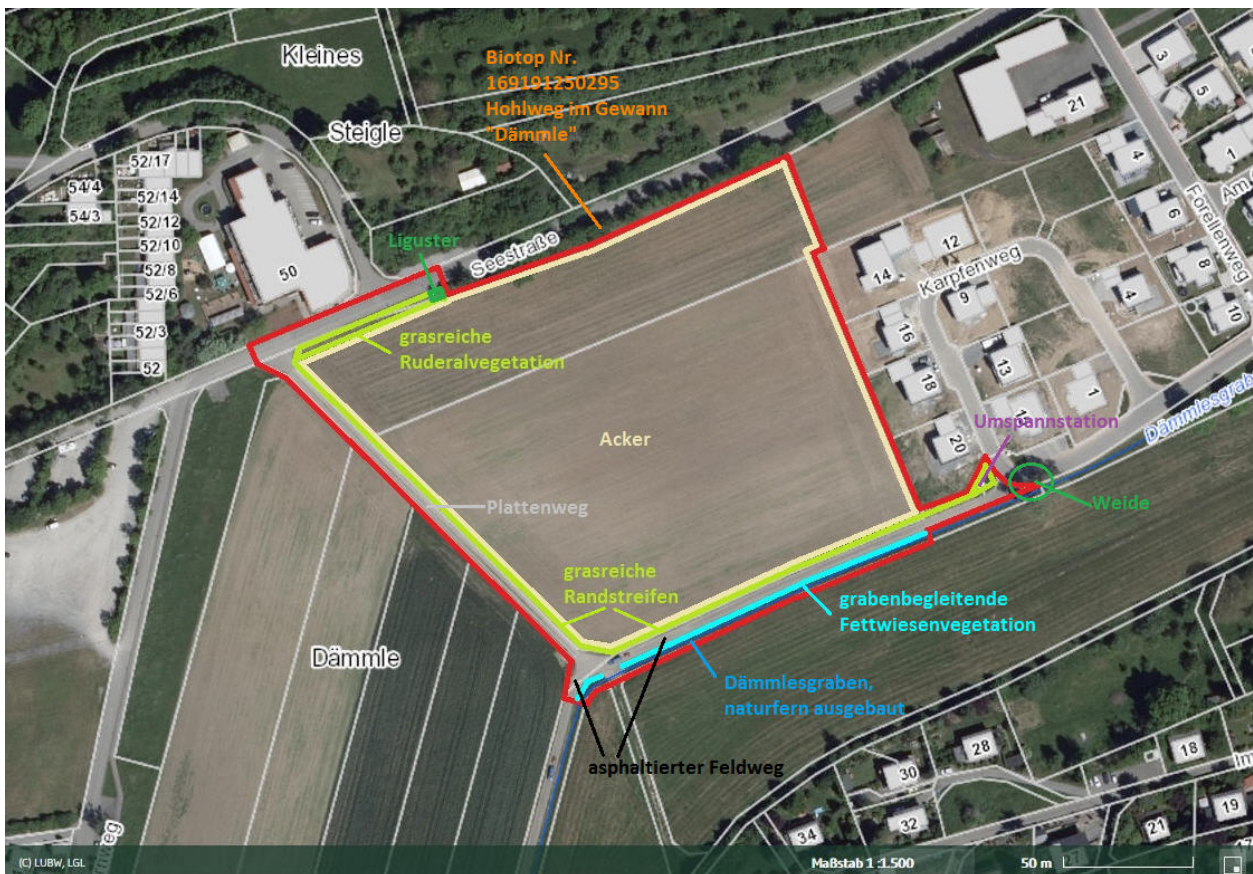 Kleines
Steigle
Biotop Nr.
169191250295
Hohlweg im Gewann
"Dämmle"
21
3
5
1
4
6
8
10
Am
Forellenweg
52/17
54/4
54/3
52/14
52/12
52/10
52/8
52/6
52/3
52
50
Liguster
Seestraße
12
14
Karpfenweg
9
4
16
13
18
1
20
grasreiche
Ruderalvegetation
Acker
Umspannstation
Dämmlesgrab
Weide
Plattenweg
grasreiche
Randstreifen
grabenbegleitende
Fettwiesenvegetation
Dämmle
Dämmlesgraben,
naturfern ausgebaut
asphaltierter Feldweg
28
30
18
32
34
19
21
Im
eg
(C) LUBW, LGL
Maßstab 1 :1.500
50 m